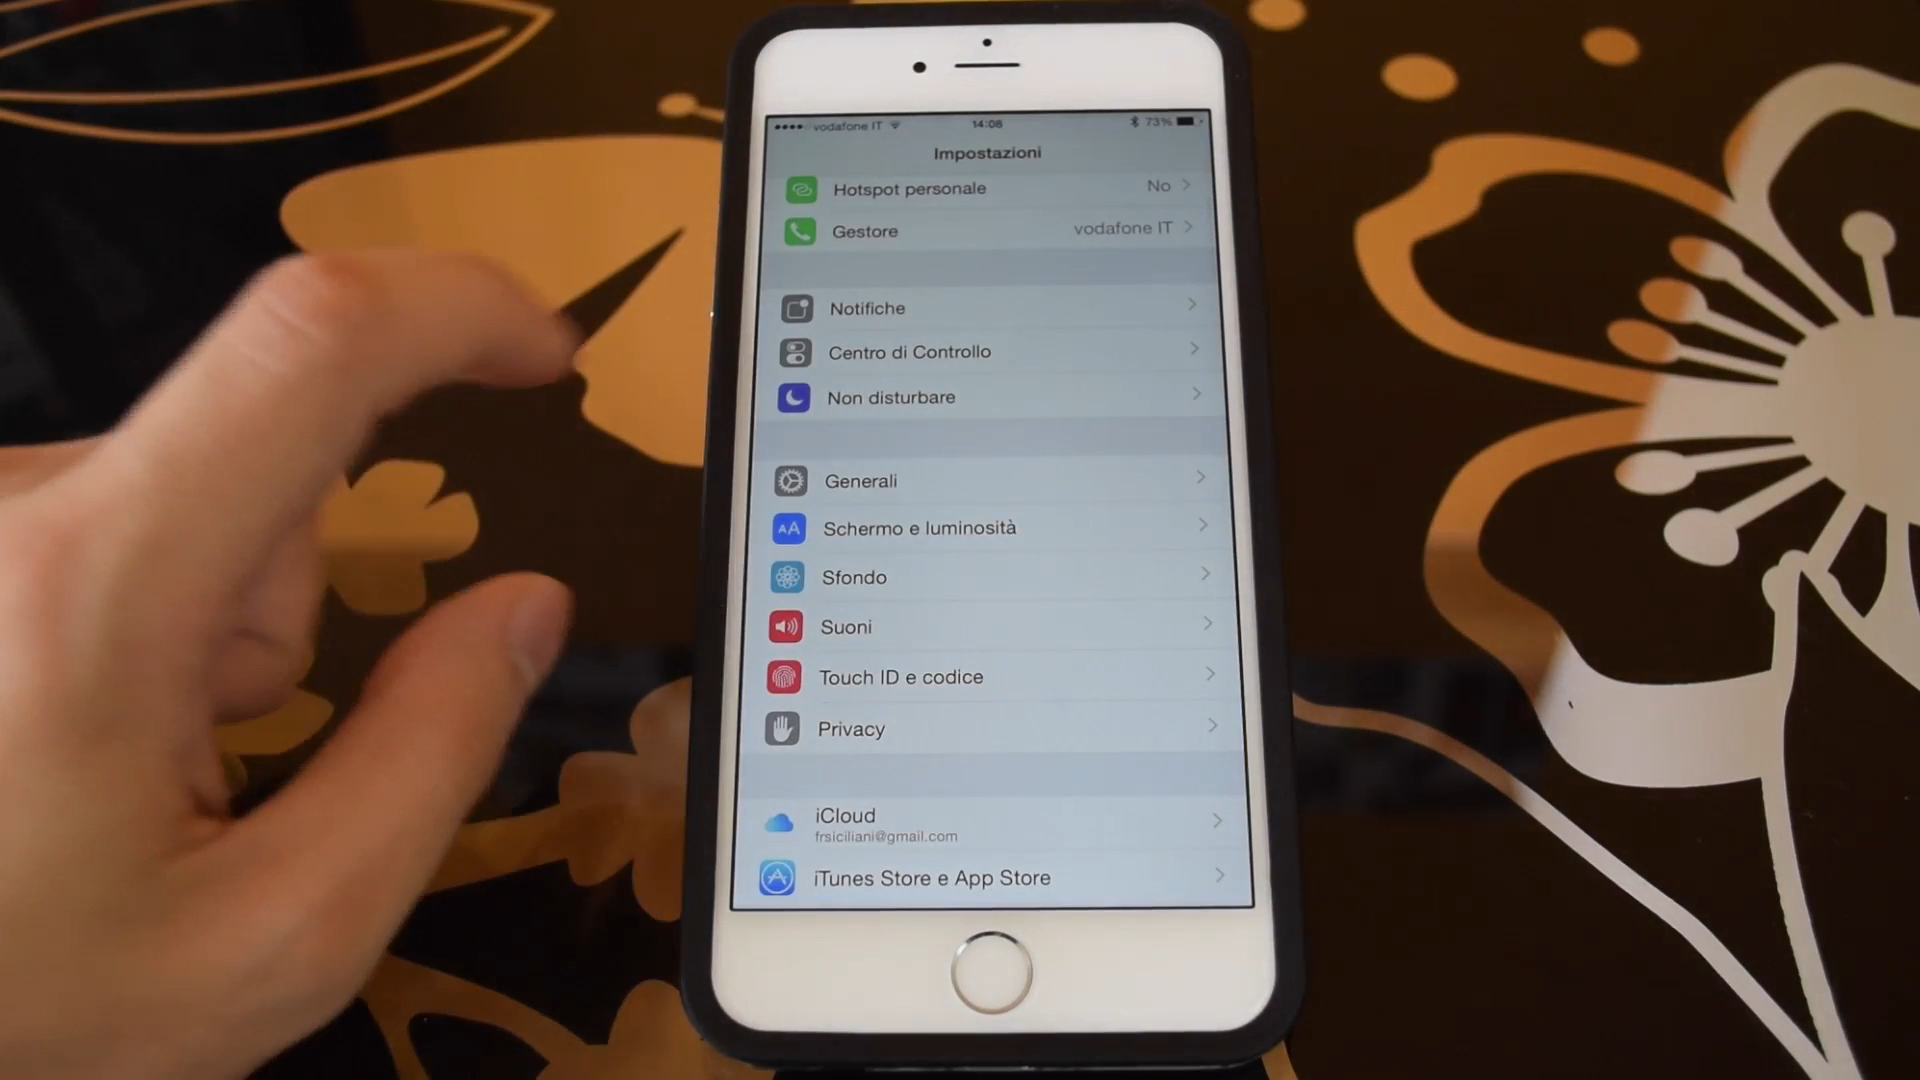 vodafone IT 14:08 73%
Impostazioni
Hotspot personale No
Gestore vodafone IT
Notifiche
Centro di Controllo
Non disturbare
Generali
AA Schermo e luminosità
Sfondo
Suoni
Touch ID e codice
Privacy
iCloud
frsiciliani@gmail.com
iTunes Store e App Store